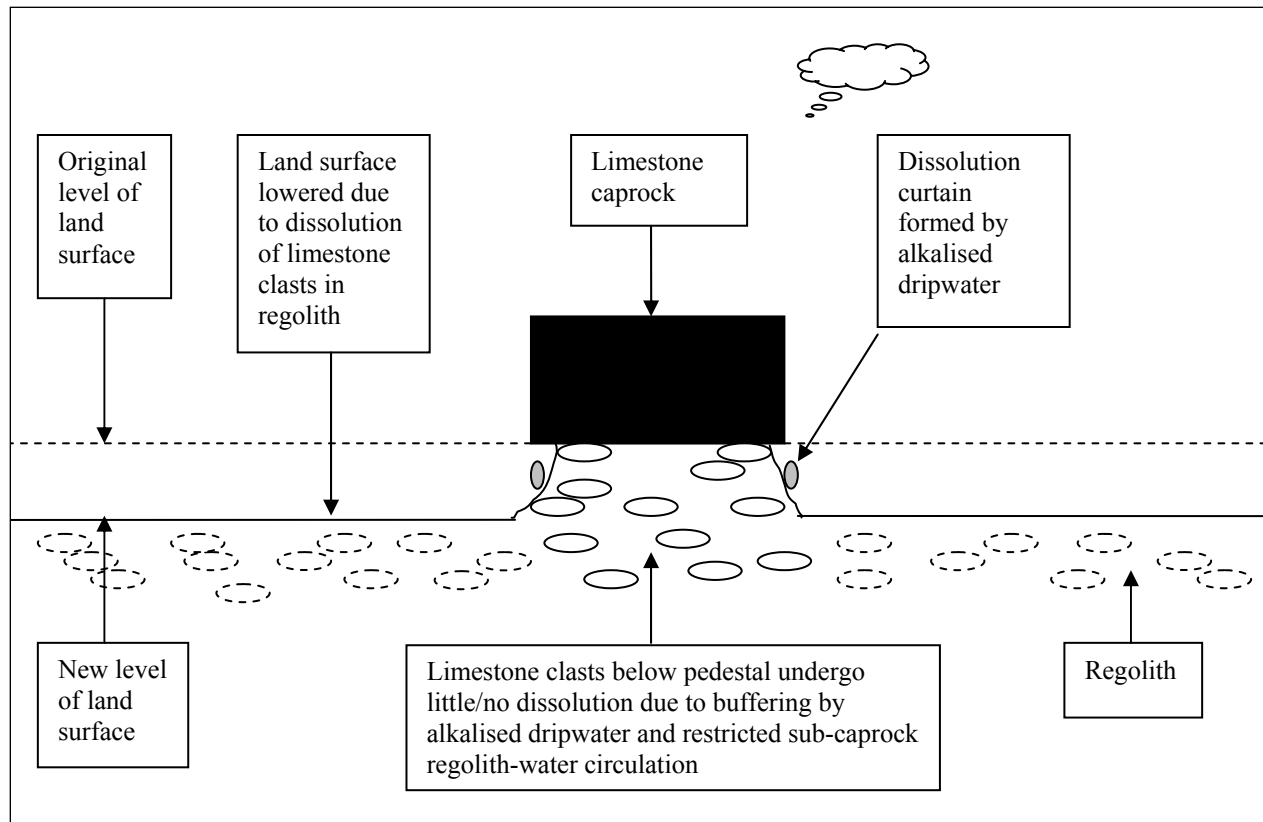 Original
level of
land
surface
Land surface
lowered due
to dissolution
of limestone
clasts in
regolith
Limestone
caprock
Dissolution
curtain
formed by
alkalised
dripwater
New level
of land
surface
Limestone clasts below pedestal undergo
little/no dissolution due to buffering by
alkalised dripwater and restricted sub-caprock
regolith-water circulation
Regolith